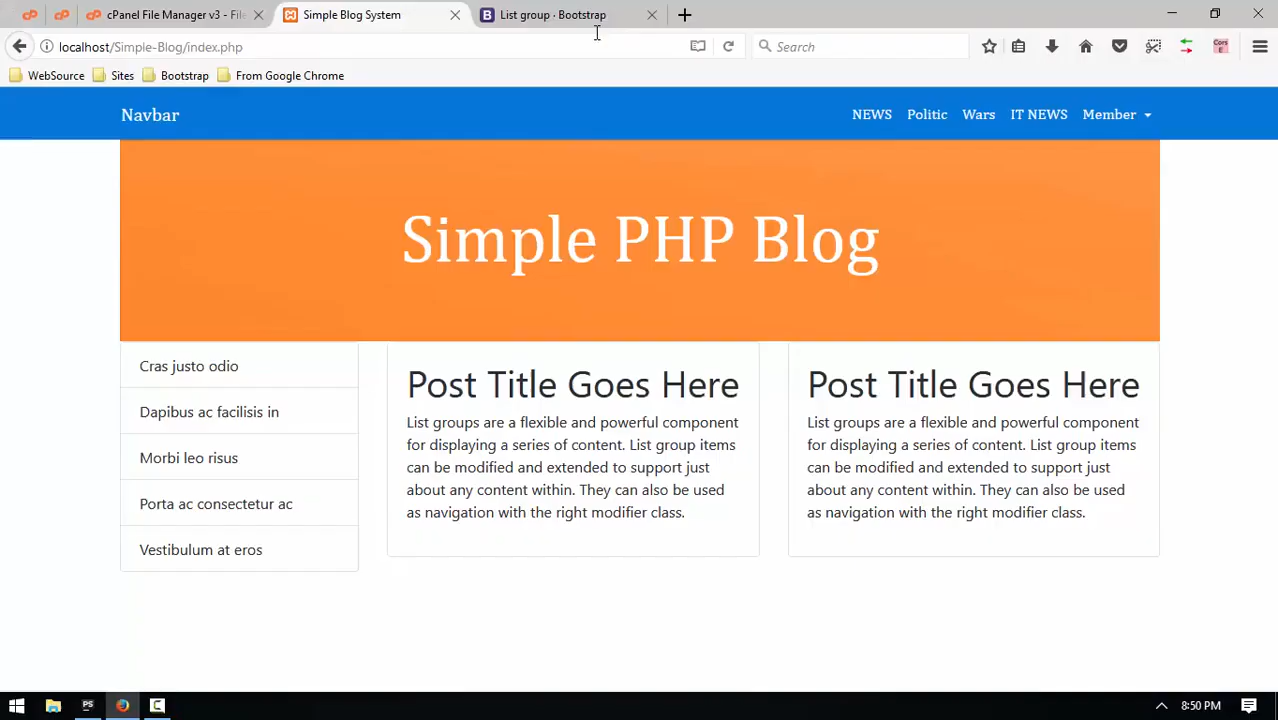 cPanel File Manager v3 - File
Simple Blog System
List group · Bootstrap
localhost/Simple-Blog/index.php
Search
WebSource
Sites
Bootstrap
From Google Chrome
Navbar
NEWS
Politic
Wars
IT NEWS
Member
Simple PHP Blog
Cras justo odio
Dapibus ac facilisis in
Morbi leo risus
Porta ac consectetur ac
Vestibulum at eros
Post Title Goes Here
List groups are a flexible and powerful component
for displaying a series of content. List group items
can be modified and extended to support just
about any content within. They can also be used
as navigation with the right modifier class.
Post Title Goes Here
List groups are a flexible and powerful component
for displaying a series of content. List group items
can be modified and extended to support just
about any content within. They can also be used
as navigation with the right modifier class.
8:50 PM